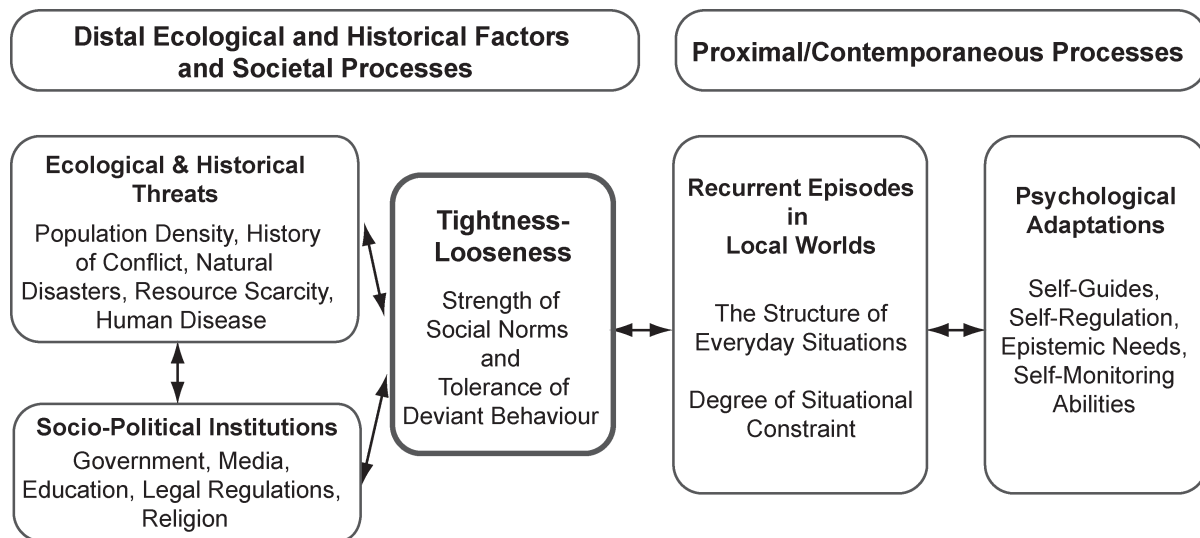 Distal Ecological and Historical Factors
and Societal Processes
Proximal/Contemporaneous Processes
Ecological & Historical
Threats
Population Density, History
of Conflict, Natural
Disasters, Resource Scarcity,
Human Disease
Socio-Political Institutions
Government, Media,
Education, Legal Regulations,
Religion
Tightness-
Looseness
Strength of
Social Norms
and
Tolerance of
Deviant Behaviour
Recurrent Episodes
in
Local Worlds
The Structure of
Everyday Situations
Degree of Situational
Constraint
Psychological
Adaptations
Self-Guides,
Self-Regulation,
Epistemic Needs,
Self-Monitoring
Abilities